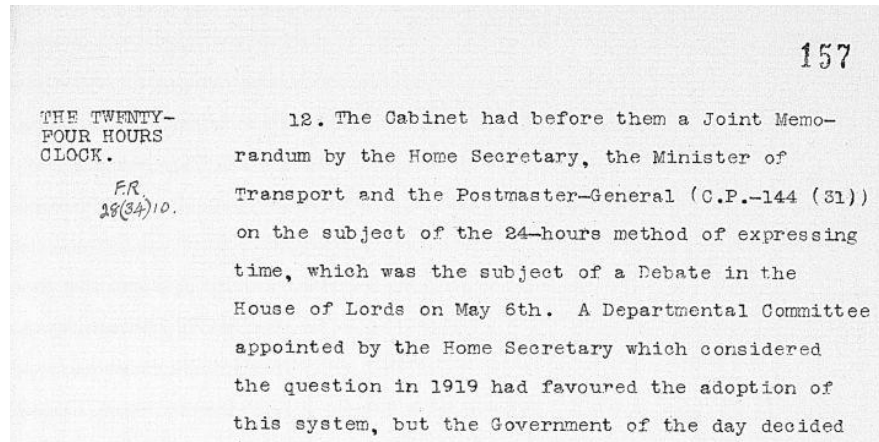 157
THE TWENTY-
FOUR HOURS
CLOCK.
F.R.
28(34)10.
12. The Cabinet had before them a Joint Memo-
randum by the Home Secretary, the Minister of
Transport and the Postmaster-General (C.P.-144 (31))
on the subject of the 24-hours method of expressing
time, which was the subject of a Debate in the
House of Lords on May 6th. A Departmental Committee
appointed by the Home Secretary which considered
the question in 1919 had favoured the adoption of
this system, but the Government of the day decided